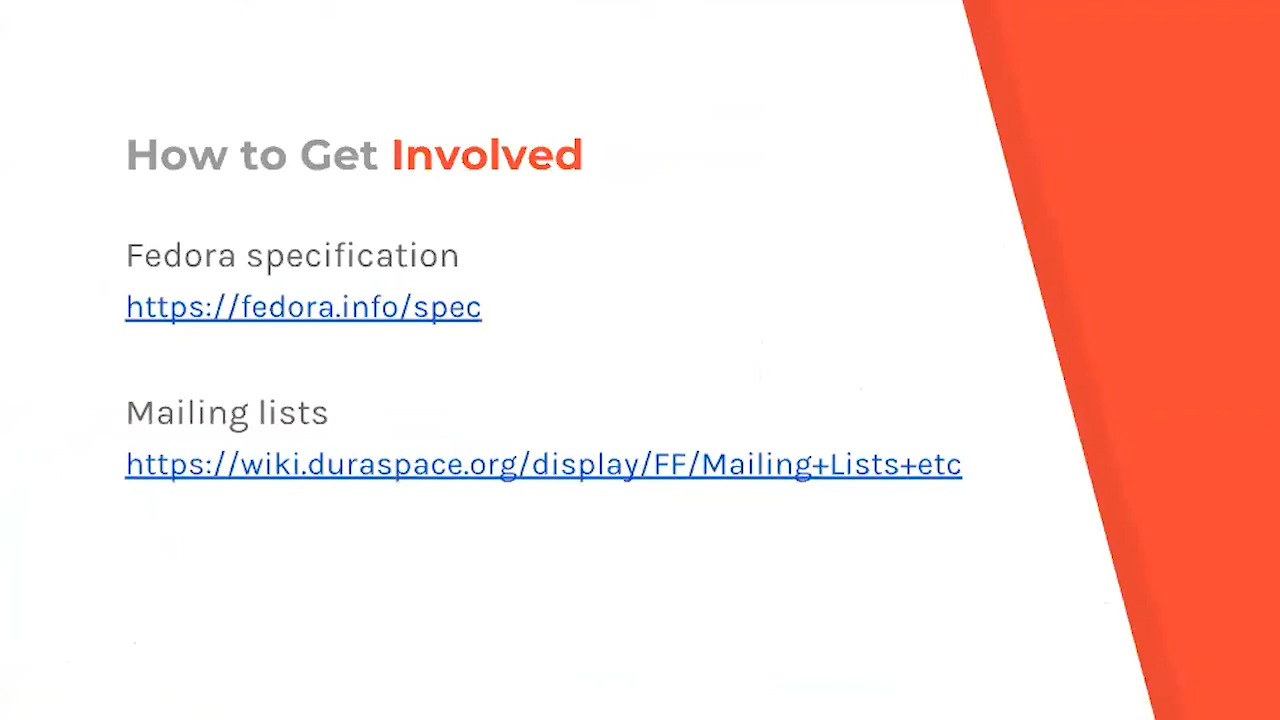 How to Get Involved
Fedora specification
https://fedora.info/spec
Mailing lists
https://wiki.duraspace.org/display/FF/Mailing+Lists+etc